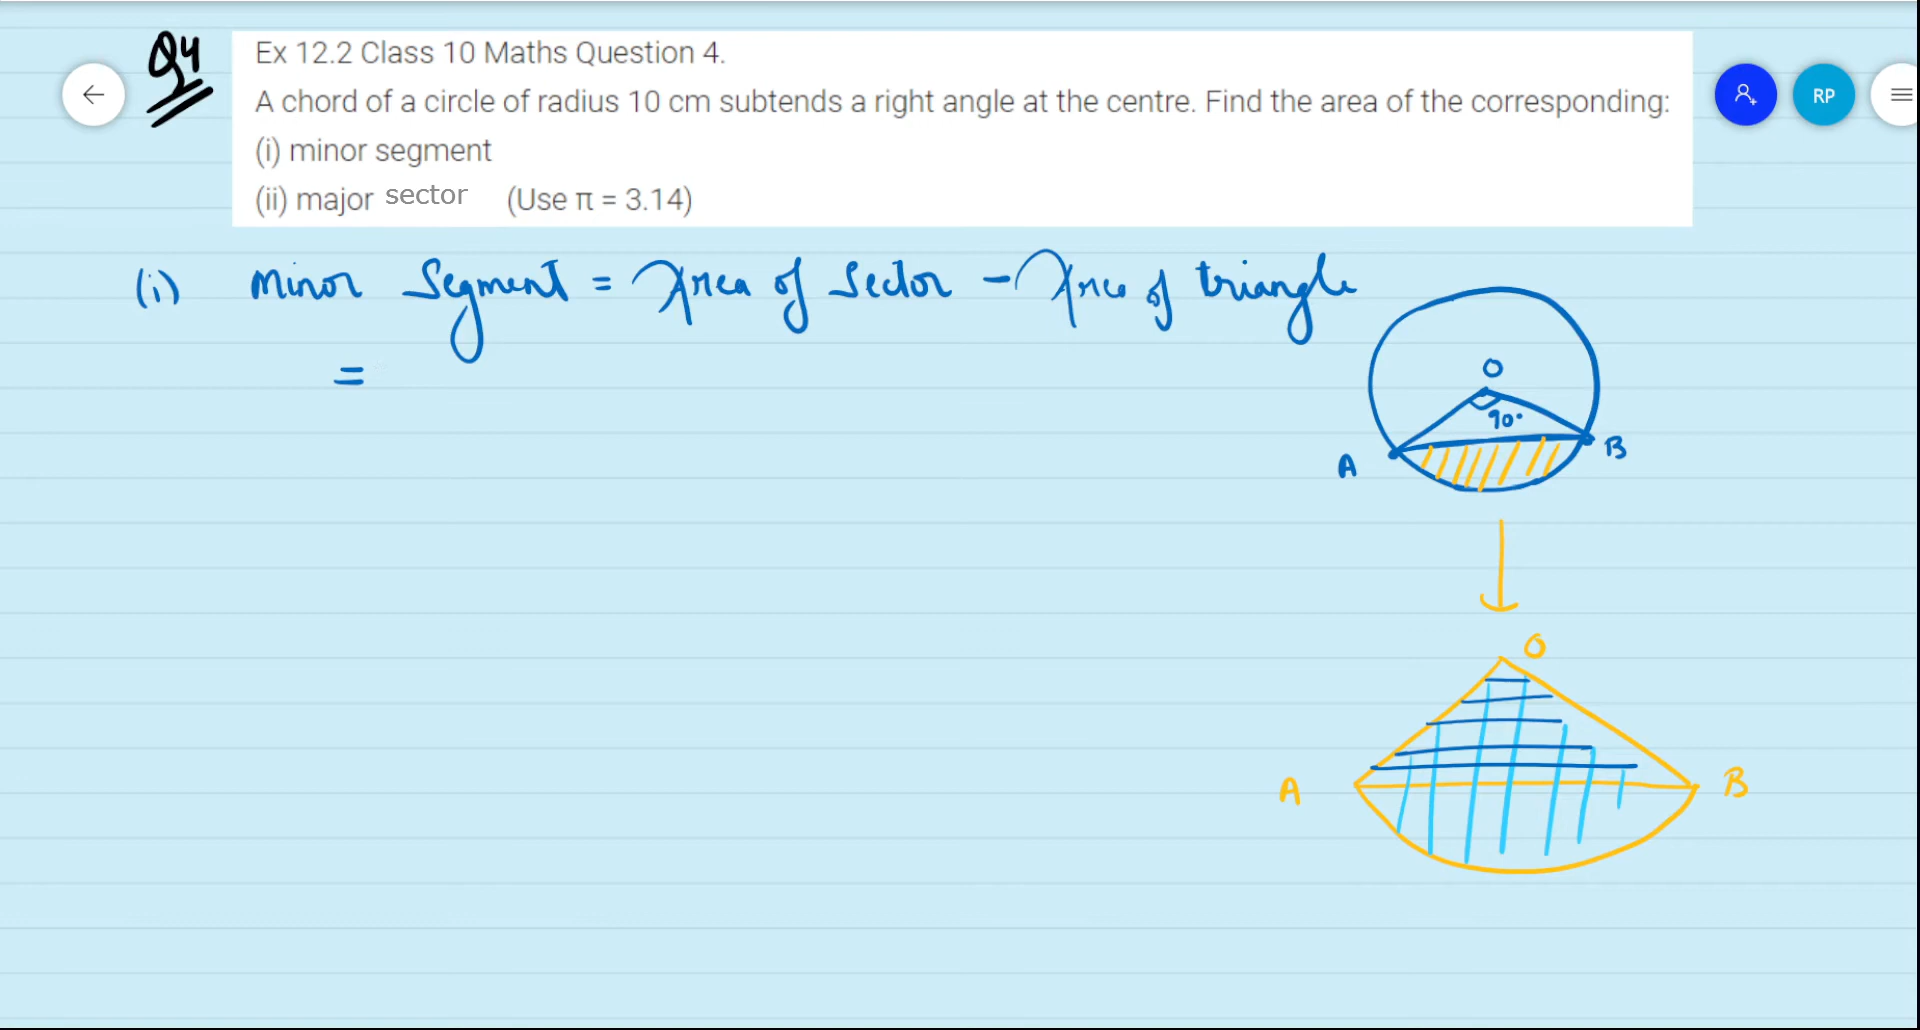 Q4
Ex 12.2 Class 10 Maths Question 4.
A chord of a circle of radius 10 cm subtends a right angle at the centre. Find the area of the corresponding:
(i) minor segment
(ii) major sector (Use π = 3.14)
RP
(i) Minor Segment = Area of Sector - Area of triangle
=
O
90°
A B
O
A B